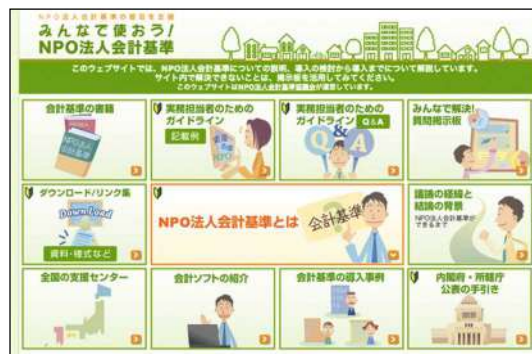 NPO法人会計基準の普及を支援
みんなで使おう!
NPO法人会計基準
このウェブサイトでは、NPO法人会計基準についての説明、導入の検討から導入までについて解説しています。
サイト内で解決できないことは、掲示板を活用してみてください。
このウェブサイトはNPO法人会計基準協議会が運営しています。
会計基準の書籍
NPO法人
会計基準
実務担当者のための
ガイドライン
記載例
実務担当者のための
ガイドライン Q&A
Q&A
みんなで解決!
質問掲示板
ダウンロード/リンク集
DownLoad
資料・様式など
NPO法人会計基準とは
会計基準
?
議論の経緯と
結論の背景
NPO法人会計基準が
できるまで
全国の支援センター
会計ソフトの紹介
会計基準の導入事例
内閣府・所轄庁
公表の手引き